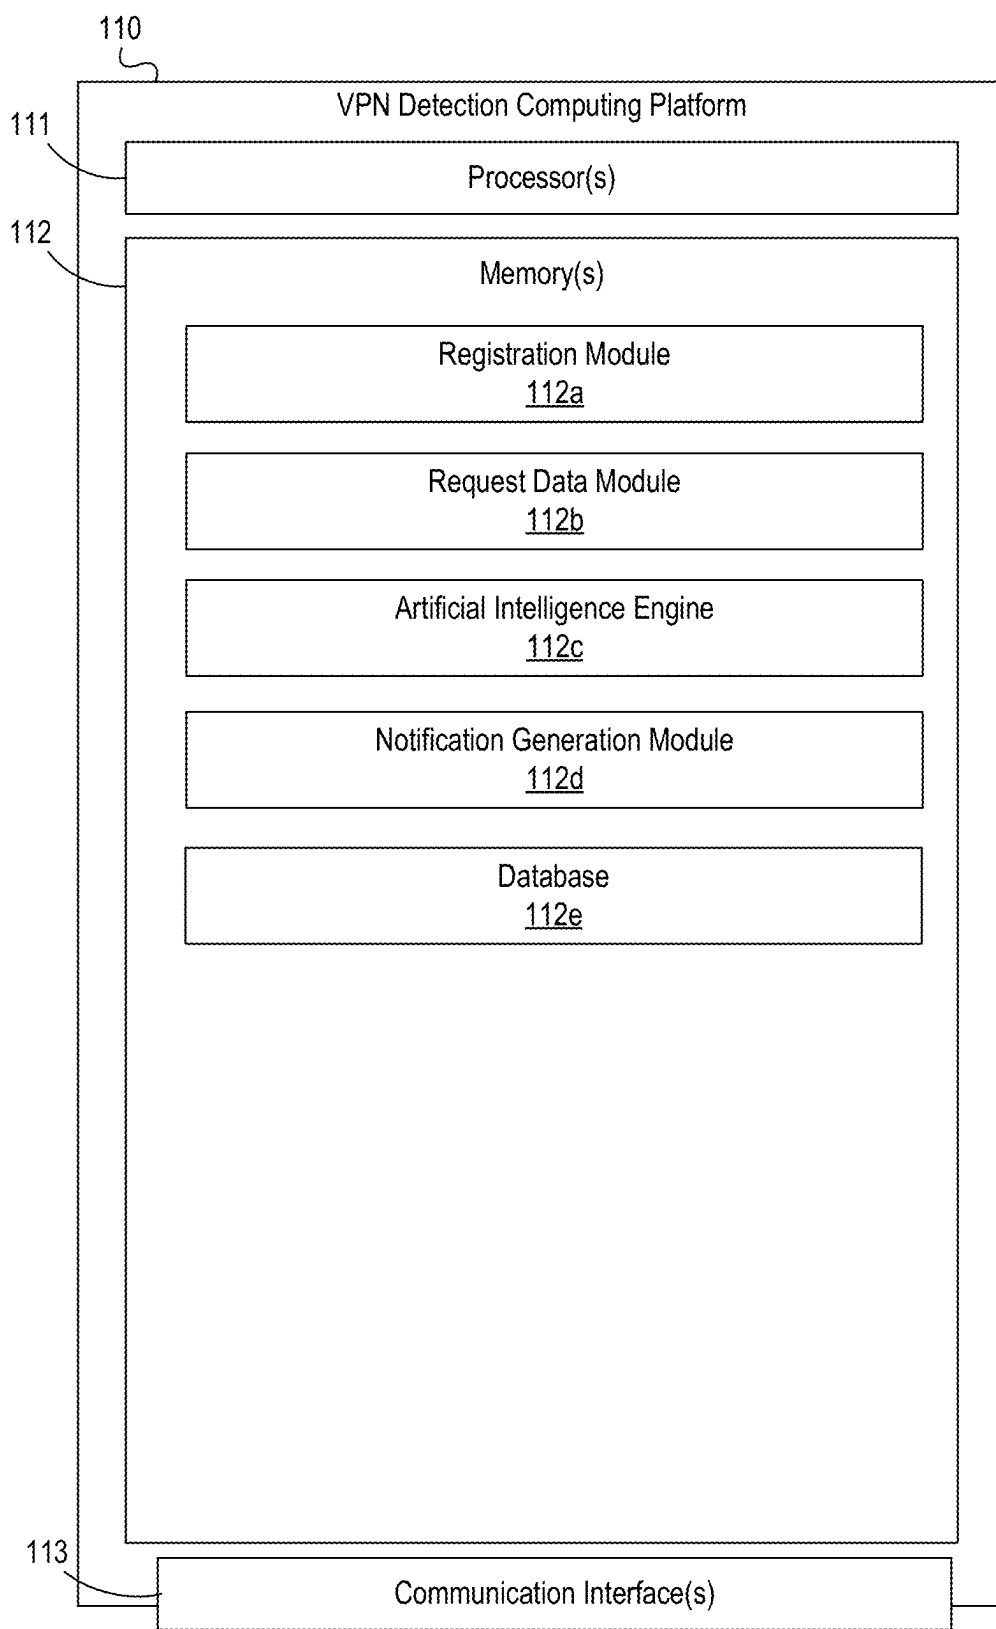 110
VPN Detection Computing Platform
111
Processor(s)
112
Memory(s)
Registration Module
112a
Request Data Module
112b
Artificial Intelligence Engine
112c
Notification Generation Module
112d
Database
112e
113
Communication Interface(s)